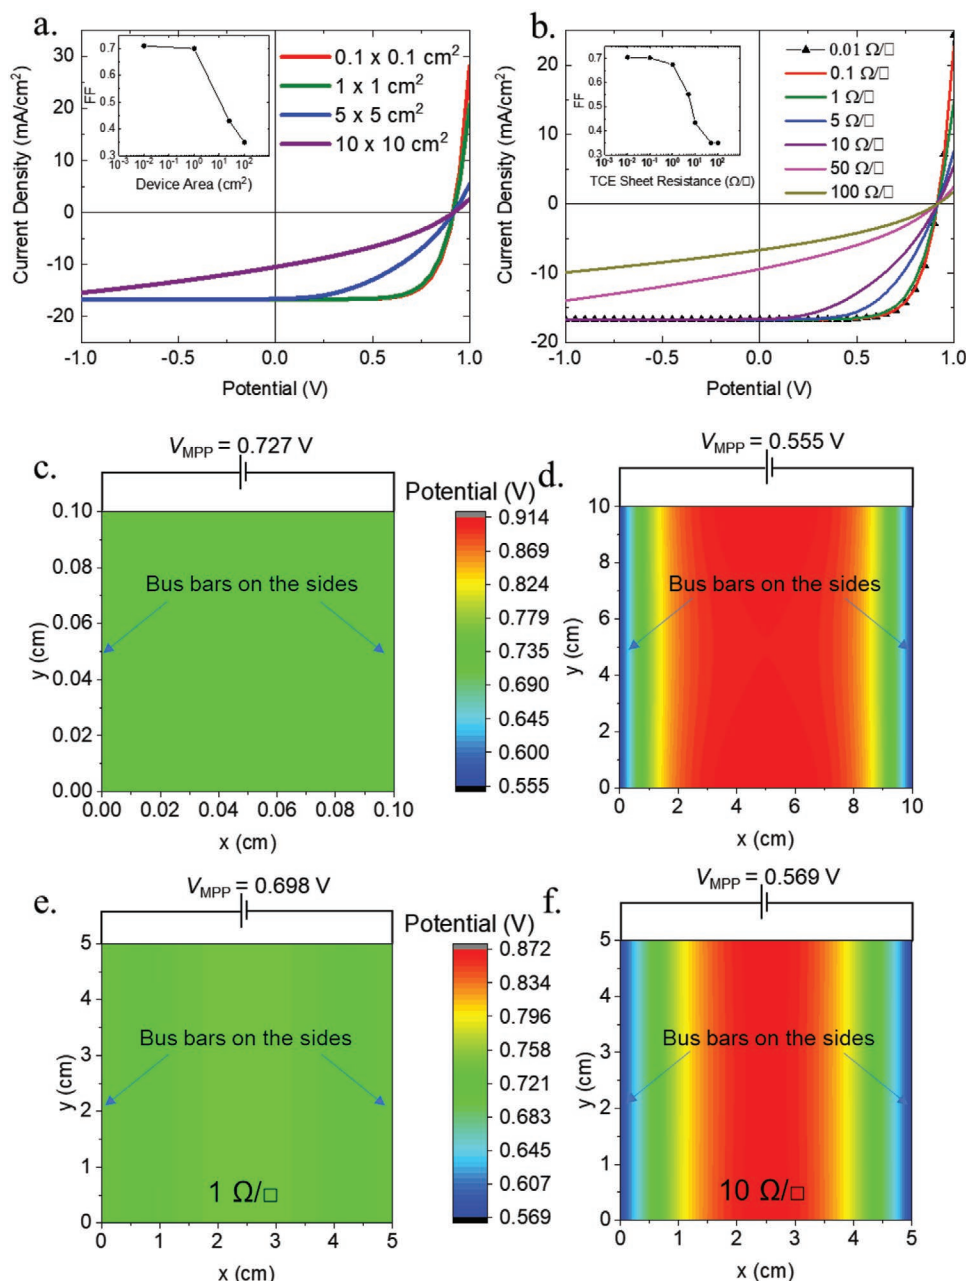 a.
35
30
20
10
0
-10
-20
Current Density (mA/cm²)
-1.0 -0.5 0.0 0.5 1.0
Potential (V)
0.1 x 0.1 cm²
1 x 1 cm²
5 x 5 cm²
10 x 10 cm²
0.7
0.6
0.5
0.4
0.3
FF
10⁻³ 10⁻² 10⁻¹ 10⁰ 10¹ 10² 10³
Device Area (cm²)
b.
25
20
10
0
-10
-20
Current Density (mA/cm²)
-1.0 -0.5 0.0 0.5 1.0
Potential (V)
0.01 Ω/□
0.1 Ω/□
1 Ω/□
5 Ω/□
10 Ω/□
50 Ω/□
100 Ω/□
0.7
0.6
0.5
0.4
0.3
FF
10⁻³ 10⁻² 10⁻¹ 10⁰ 10¹ 10² 10³
TCE Sheet Resistance (Ω/□)
c.
V_MPP = 0.727 V
0.10
0.08
0.06
0.04
0.02
0.00
y (cm)
Bus bars on the sides
0.00 0.02 0.04 0.06 0.08 0.10
x (cm)
Potential (V)
0.914
0.869
0.824
0.779
0.735
0.690
0.645
0.600
0.555
d.
V_MPP = 0.555 V
10
8
6
4
2
0
y (cm)
Bus bars on the sides
0 2 4 6 8 10
x (cm)
e.
V_MPP = 0.698 V
5
4
3
2
1
0
y (cm)
Bus bars on the sides
1 Ω/□
0 1 2 3 4 5
x (cm)
Potential (V)
0.872
0.834
0.796
0.758
0.721
0.683
0.645
0.607
0.569
f.
V_MPP = 0.569 V
5
4
3
2
1
0
y (cm)
Bus bars on the sides
10 Ω/□
0 1 2 3 4 5
x (cm)